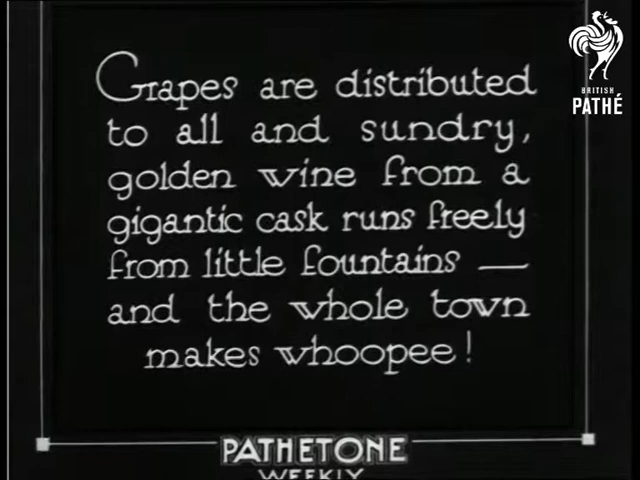 BRITISH
PATHÉ
Grapes are distributed
to all and sundry,
golden wine from a
gigantic cask runs freely
from little fountains —
and the whole town
makes whoopee!
PATHETONE
WEEKLY